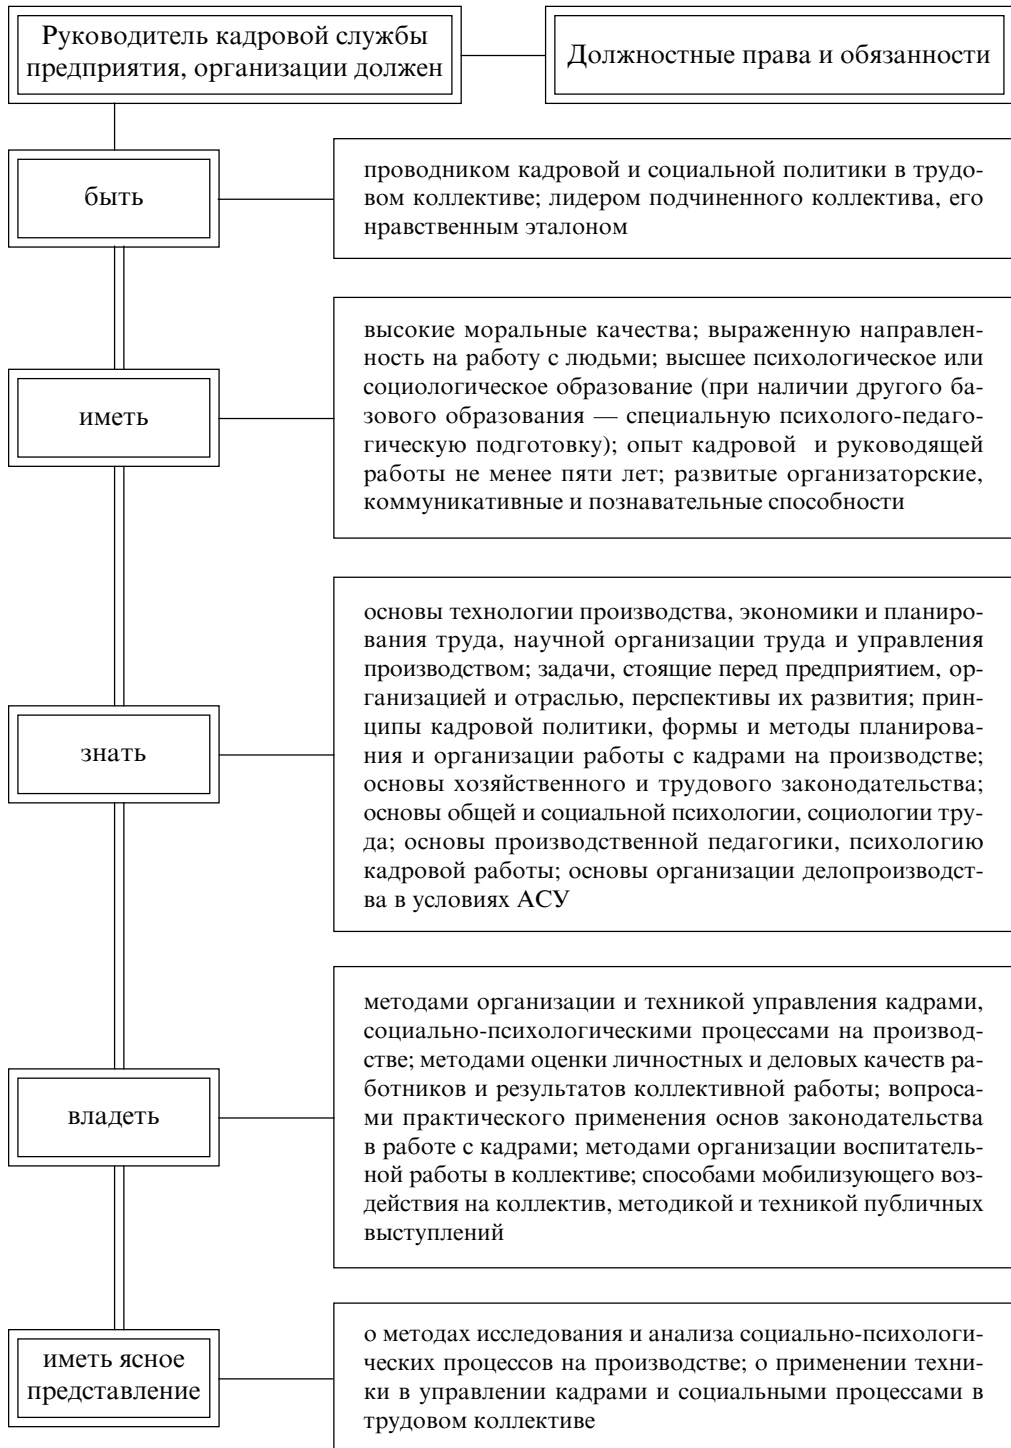 Руководитель кадровой службы
предприятия, организации должен
Должностные права и обязанности
быть
проводником кадровой и социальной политики в трудо-
вом коллективе; лидером подчиненного коллектива, его
нравственным эталоном
иметь
высокие моральные качества; выраженную направлен-
ность на работу с людьми; высшее психологическое или
социологическое образование (при наличии другого ба-
зового образования — специальную психолого-педаго-
гическую подготовку); опыт кадровой и руководящей
работы не менее пяти лет; развитые организаторские,
коммуникативные и познавательные способности
знать
основы технологии производства, экономики и планиро-
вания труда, научной организации труда и управления
производством; задачи, стоящие перед предприятием, ор-
ганизацией и отраслью, перспективы их развития; прин-
ципы кадровой политики, формы и методы планирова-
ния и организации работы с кадрами на производстве;
основы хозяйственного и трудового законодательства;
основы общей и социальной психологии, социологии тру-
да; основы производственной педагогики, психологию
кадровой работы; основы организации делопроизводст-
ва в условиях АСУ
владеть
методами организации и техникой управления кадрами,
социально-психологическими процессами на производ-
стве; методами оценки личностных и деловых качеств ра-
ботников и результатов коллективной работы; вопроса-
ми практического применения основ законодательства
в работе с кадрами; методами организации воспитатель-
ной работы в коллективе; способами мобилизующего воз-
действия на коллектив, методикой и техникой публичных
выступлений
иметь ясное
представление
о методах исследования и анализа социально-психологи-
ческих процессов на производстве; о применении техни-
ки в управлении кадрами и социальными процессами в
трудовом коллективе